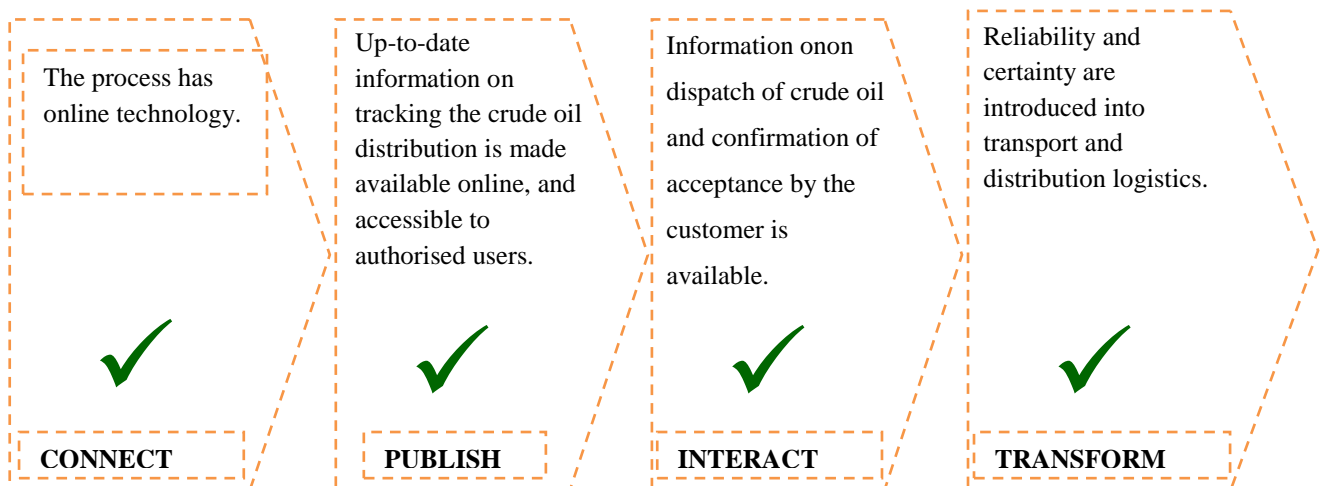 The process has
online technology.
CONNECT
Up-to-date
information on
tracking the crude oil
distribution is made
available online, and
accessible to
authorised users.
PUBLISH
Information onon
dispatch of crude oil
and confirmation of
acceptance by the
customer is
available.
INTERACT
Reliability and
certainty are
introduced into
transport and
distribution logistics.
TRANSFORM